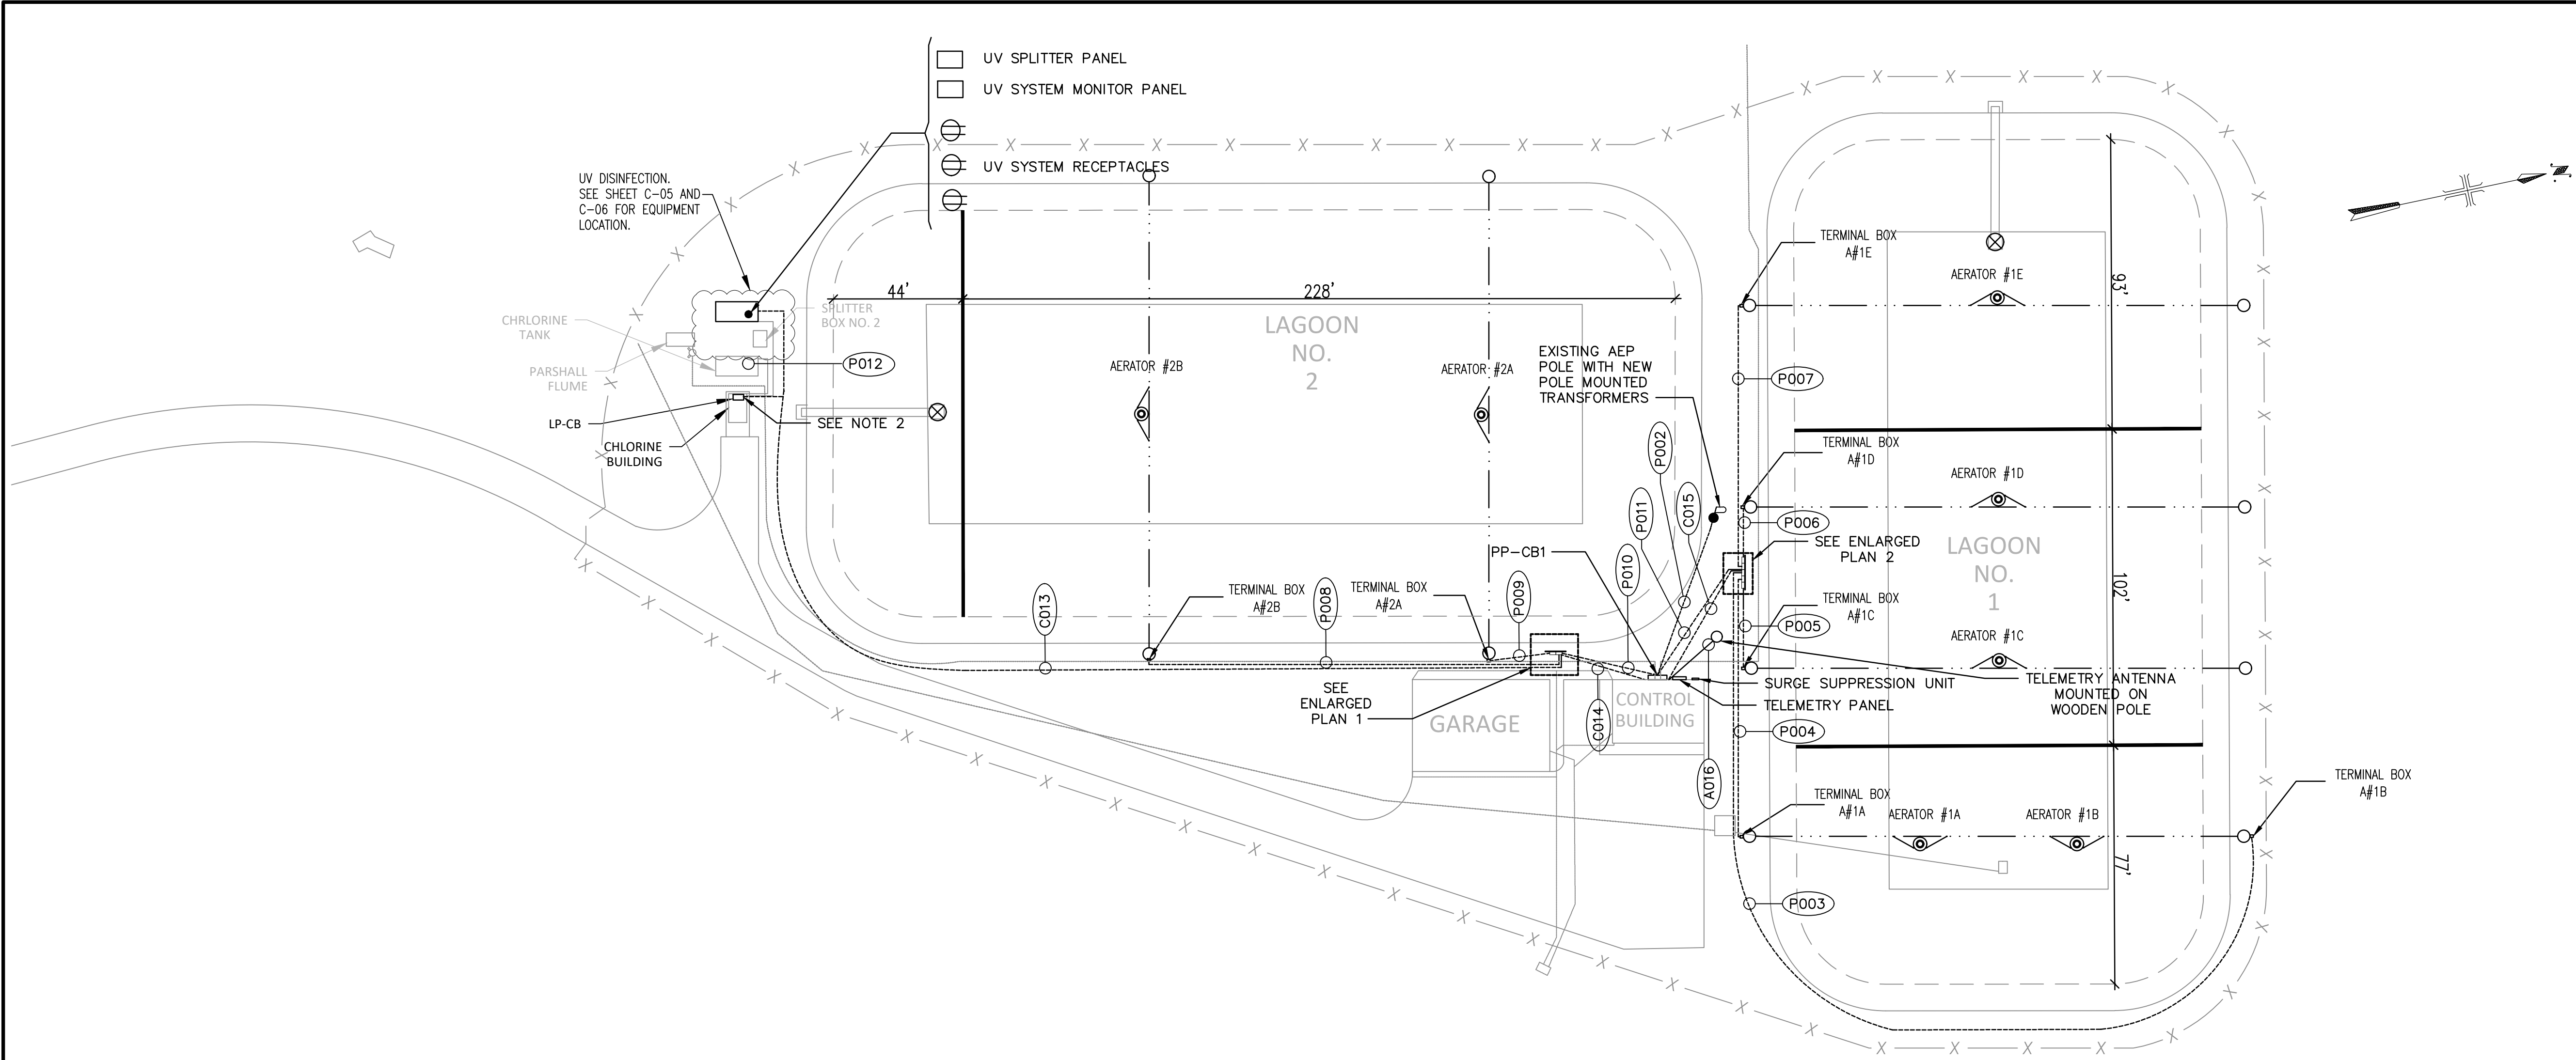 UV SPLITTER PANEL
UV SYSTEM MONITOR PANEL
UV SYSTEM RECEPTACLES
UV DISINFECTION.
SEE SHEET C-05 AND
C-06 FOR EQUIPMENT
LOCATION.
CHRLORINE
TANK
PARSHALL
FLUME
SPLITTER
BOX NO. 2
P012
LP-CB
CHLORINE
BUILDING
SEE NOTE 2
44'
228'
LAGOON
NO.
2
AERATOR #2B
AERATOR #2A
EXISTING AEP
POLE WITH NEW
POLE MOUNTED
TRANSFORMERS
P002
P011
C015
P010
PP-CB1
C013
TERMINAL BOX
A#2B
P008
TERMINAL BOX
A#2A
P009
SEE
ENLARGED
PLAN 1
GARAGE
C014
CONTROL
BUILDING
A016
SURGE SUPPRESSION UNIT
TELEMETRY PANEL
TELEMETRY ANTENNA
MOUNTED ON
WOODEN POLE
TERMINAL BOX
A#1E
AERATOR #1E
93'
P007
TERMINAL BOX
A#1D
AERATOR #1D
P006
SEE ENLARGED
PLAN 2
LAGOON
NO.
1
102'
TERMINAL BOX
A#1C
P005
AERATOR #1C
P004
TERMINAL BOX
A#1A
AERATOR #1A
AERATOR #1B
TERMINAL BOX
A#1B
77'
P003